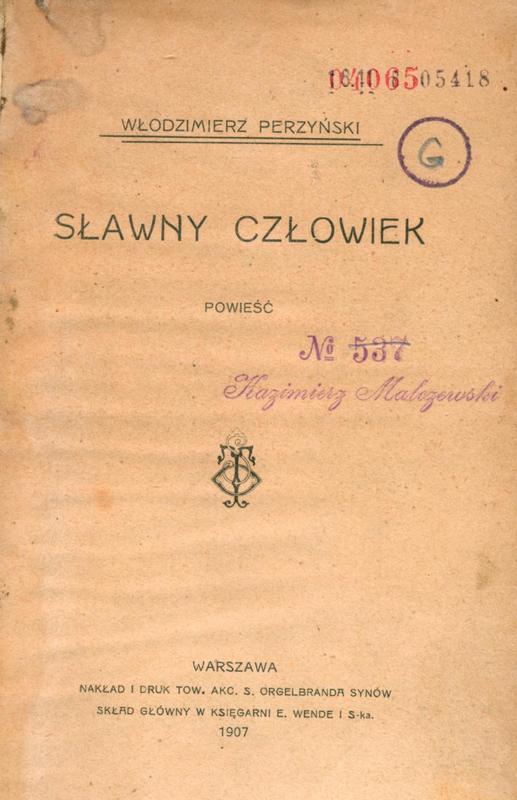 05418
WŁODZIMIERZ PERZYŃSKI
G
SŁAWNY CZŁOWIEK
POWIEŚĆ
№ 537
Kazimierz Malczewski
WARSZAWA
NAKŁAD I DRUK TOW. AKC. S. ORGELBRANDA SYNÓW
SKŁAD GŁÓWNY W KSIĘGARNI E. WENDE I S-ka.
1907